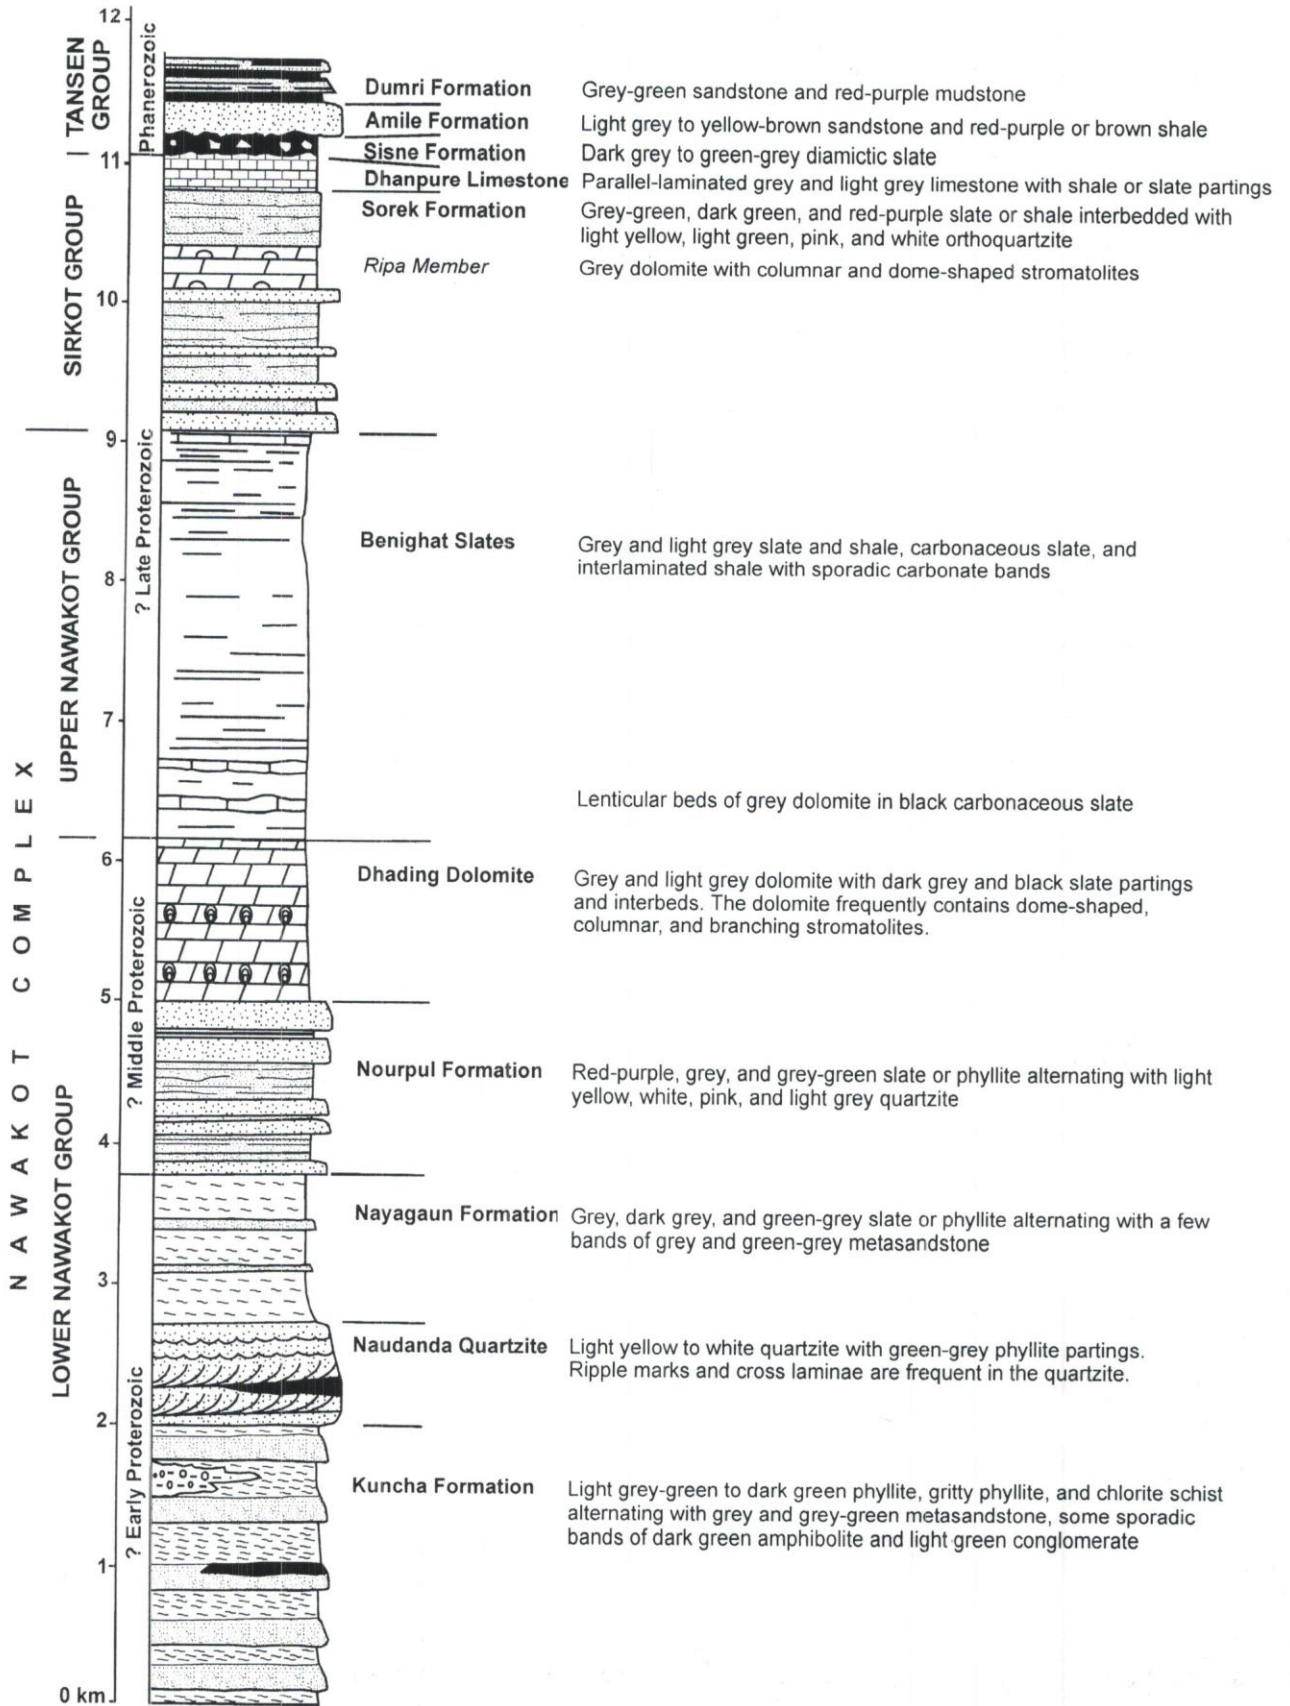 12
TANSEN
GROUP
Phanerozoic
Dumri Formation
Grey-green sandstone and red-purple mudstone
Amile Formation
Light grey to yellow-brown sandstone and red-purple or brown shale
11
Sisne Formation
Dark grey to green-grey diamictic slate
Dhanpure Limestone
Parallel-laminated grey and light grey limestone with shale or slate partings
SIRKOT GROUP
Sorek Formation
Grey-green, dark green, and red-purple slate or shale interbedded with
light yellow, light green, pink, and white orthoquartzite
Ripa Member
Grey dolomite with columnar and dome-shaped stromatolites
10
9
? Late Proterozoic
UPPER NAWAKOT GROUP
Benighat Slates
Grey and light grey slate and shale, carbonaceous slate, and
interlaminated shale with sporadic carbonate bands
8
7
NAWAKOT COMPLEX
Lenticular beds of grey dolomite in black carbonaceous slate
6
Dhading Dolomite
Grey and light grey dolomite with dark grey and black slate partings
and interbeds. The dolomite frequently contains dome-shaped,
columnar, and branching stromatolites.
? Middle Proterozoic
5
LOWER NAWAKOT GROUP
Nourpul Formation
Red-purple, grey, and grey-green slate or phyllite alternating with light
yellow, white, pink, and light grey quartzite
4
Nayagaun Formation
Grey, dark grey, and green-grey slate or phyllite alternating with a few
bands of grey and green-grey metasandstone
3
Naudanda Quartzite
Light yellow to white quartzite with green-grey phyllite partings.
Ripple marks and cross laminae are frequent in the quartzite.
2
? Early Proterozoic
Kuncha Formation
Light grey-green to dark green phyllite, gritty phyllite, and chlorite schist
alternating with grey and grey-green metasandstone, some sporadic
bands of dark green amphibolite and light green conglomerate
1
0 km